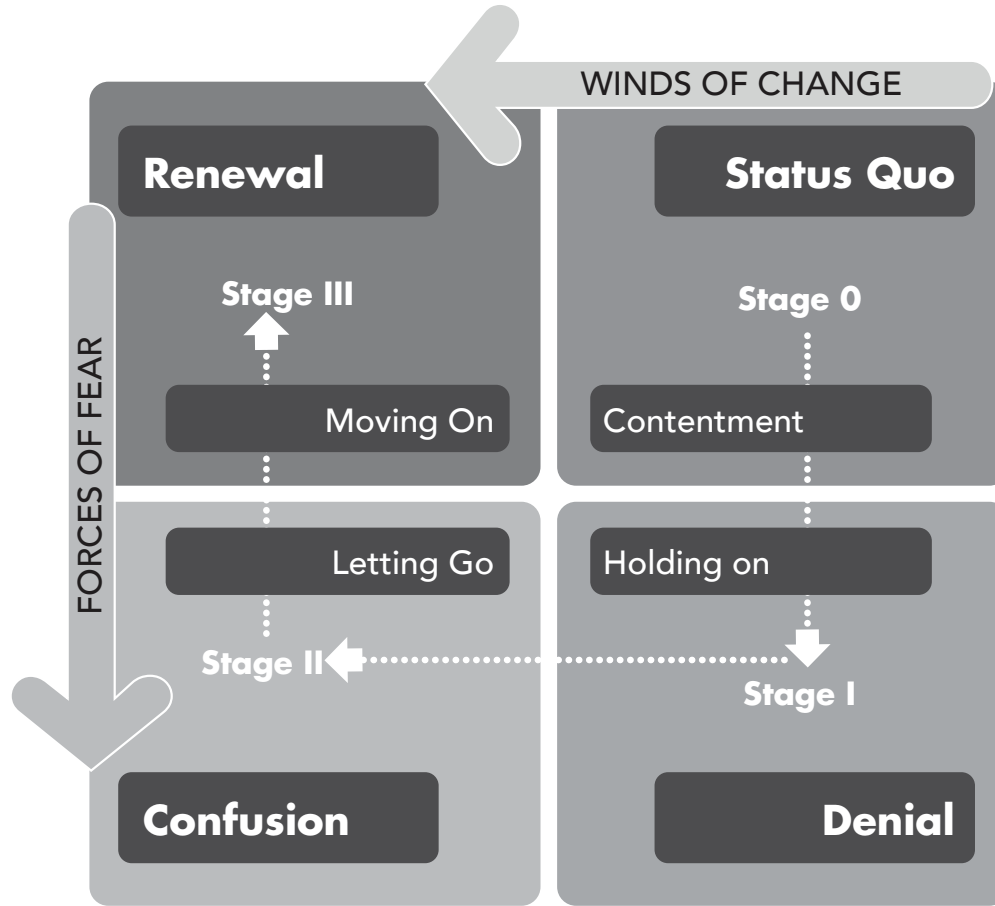 WINDS OF CHANGE
Renewal
Status Quo
Stage III
Stage 0
FORCES OF FEAR
Moving On
Contentment
Letting Go
Holding on
Stage II
Stage I
Confusion
Denial